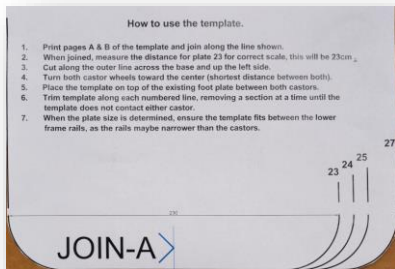 How to use the template.
1. Print pages A & B of the template and join along the line shown.
2. When joined, measure the distance for plate 23 for correct scale, this will be 23cm
3. Cut along the outer line across the base and up the left side.
4. Turn both castor wheels toward the center (shortest distance between both).
5. Place the template on top of the existing foot plate between both castors.
6. Trim template along each numbered line, removing a section at a time until the
template does not contact either castor.
7. When the plate size is determined, ensure the template fits between the lower
frame rails, as the rails maybe narrower than the castors.
27
25
24
23
230
JOIN-A